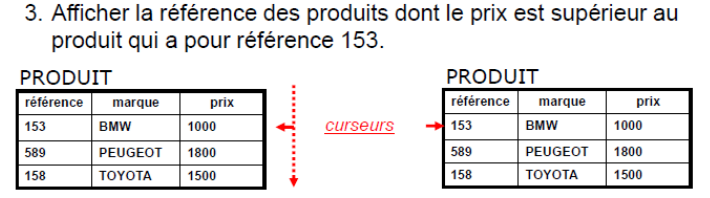 3. Afficher la référence des produits dont le prix est supérieur au
produit qui a pour référence 153.
PRODUIT
référence marque prix
153 BMW 1000
589 PEUGEOT 1800
158 TOYOTA 1500
curseurs
PRODUIT
référence marque prix
153 BMW 1000
589 PEUGEOT 1800
158 TOYOTA 1500